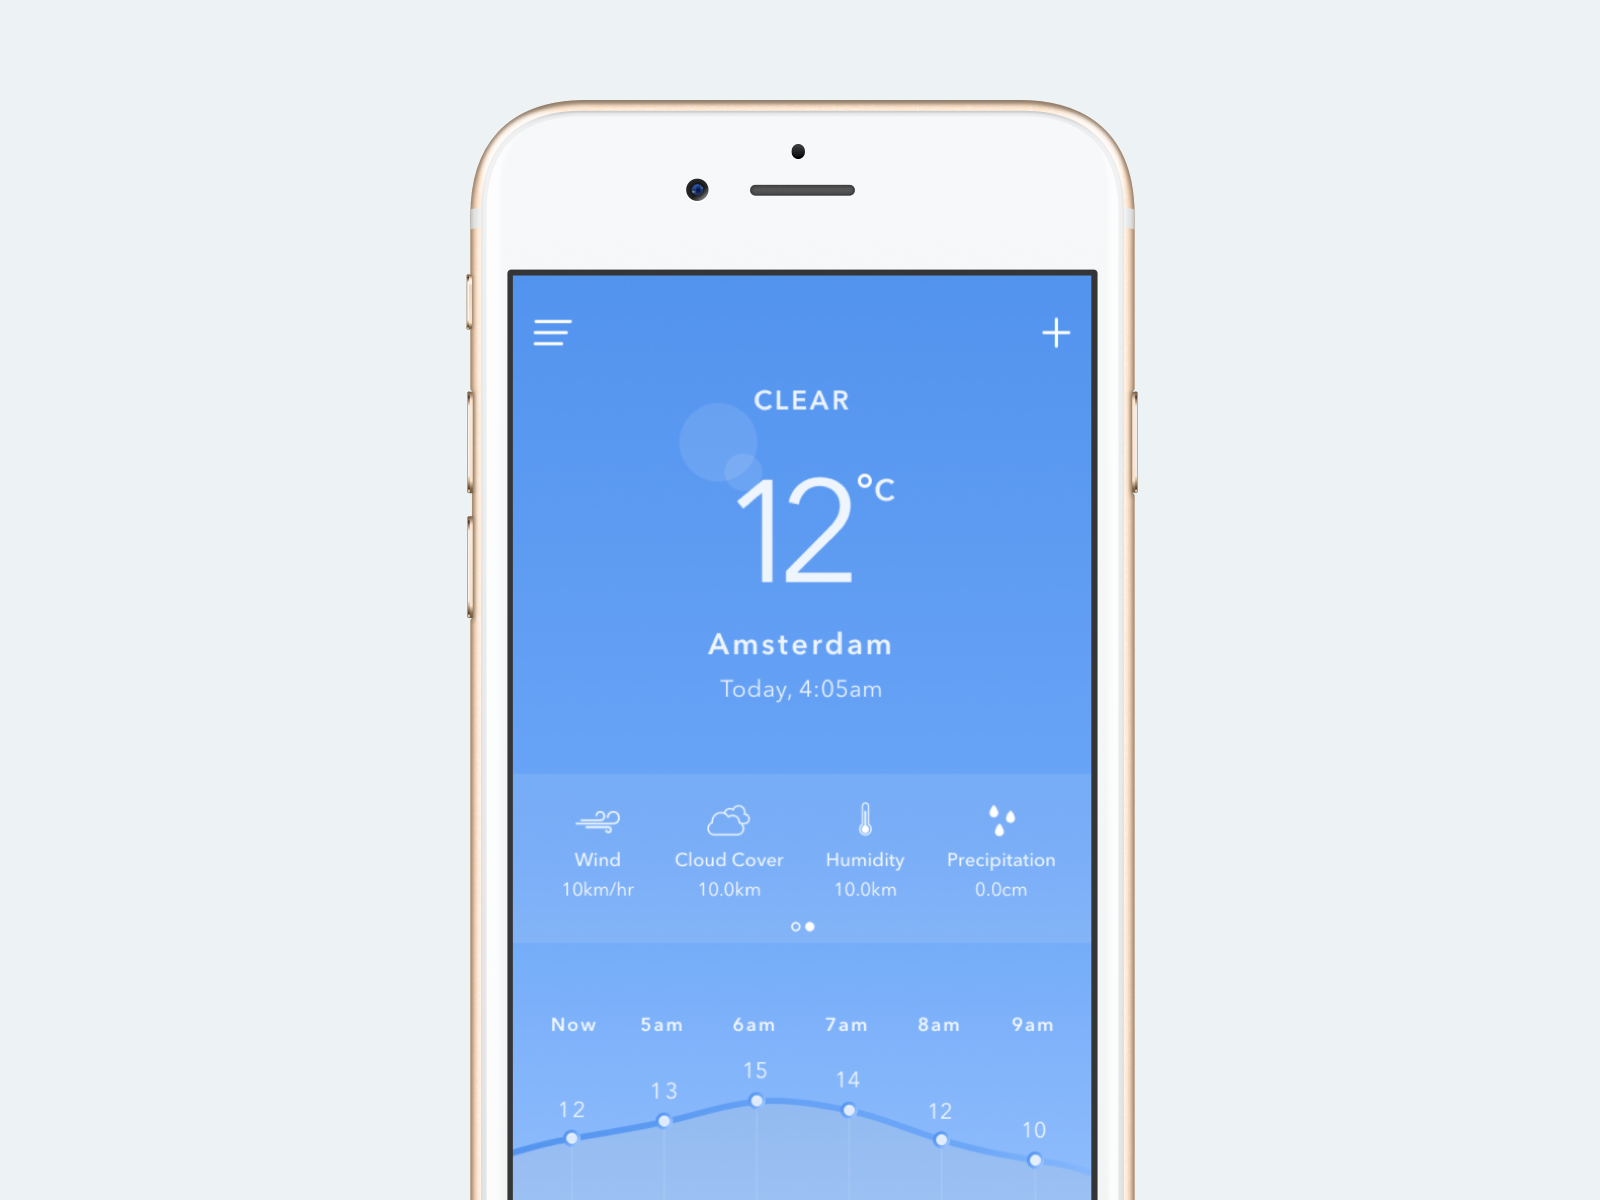 CLEAR
12°C
Amsterdam
Today, 4:05am
Wind Cloud Cover Humidity Precipitation
10km/hr 10.0km 10.0km 0.0cm
Now 5am 6am 7am 8am 9am
12 13 15 14 12 10